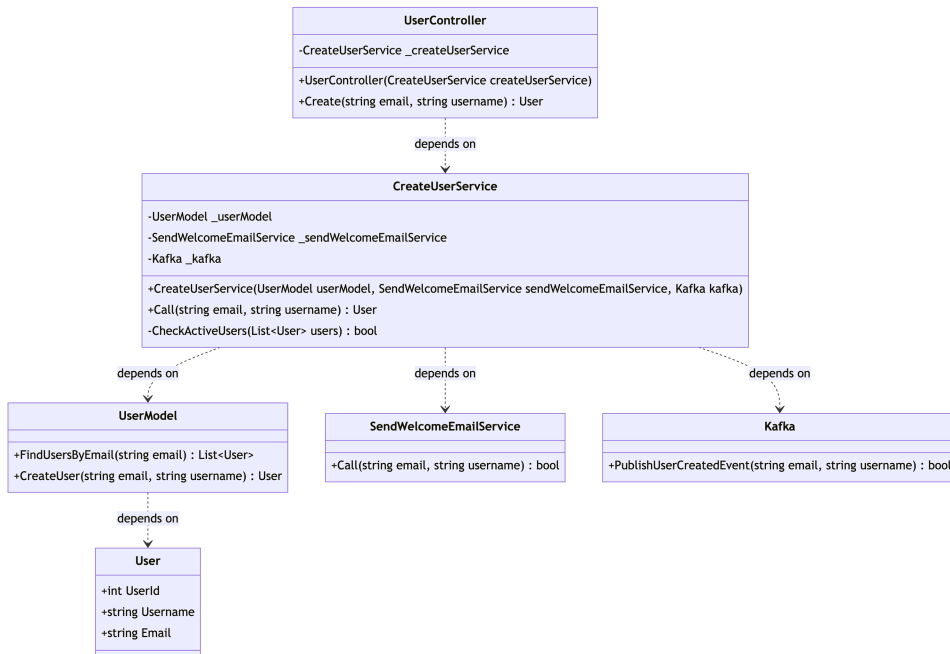 UserController
-CreateUserService _createUserService
+UserController(CreateUserService createUserService)
+Create(string email, string username) : User
depends on
CreateUserService
-UserModel _userModel
-SendWelcomeEmailService _sendWelcomeEmailService
-Kafka _kafka
+CreateUserService(UserModel userModel, SendWelcomeEmailService sendWelcomeEmailService, Kafka kafka)
+Call(string email, string username) : User
-CheckActiveUsers(List<User> users) : bool
depends on
depends on
depends on
UserModel
+FindUsersByEmail(string email) : List<User>
+CreateUser(string email, string username) : User
SendWelcomeEmailService
+Call(string email, string username) : bool
Kafka
+PublishUserCreatedEvent(string email, string username) : bool
depends on
User
+int UserId
+string Username
+string Email